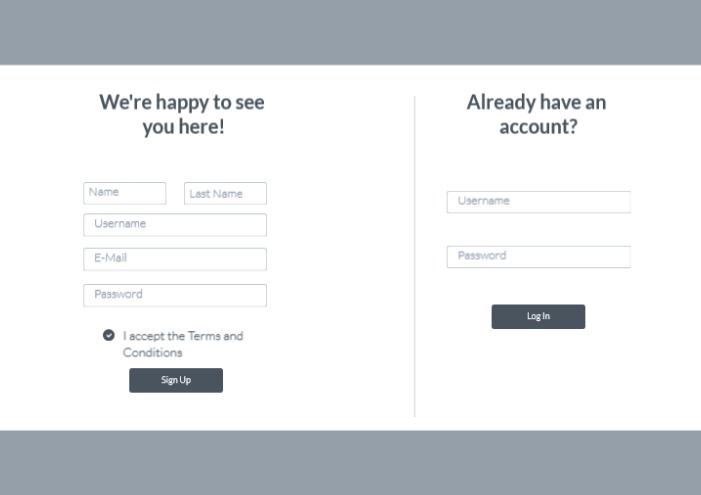 We're happy to see
you here!
Name
Last Name
Username
E-Mail
Password
I accept the Terms and
Conditions
Sign Up
Already have an
account?
Username
Password
Log In